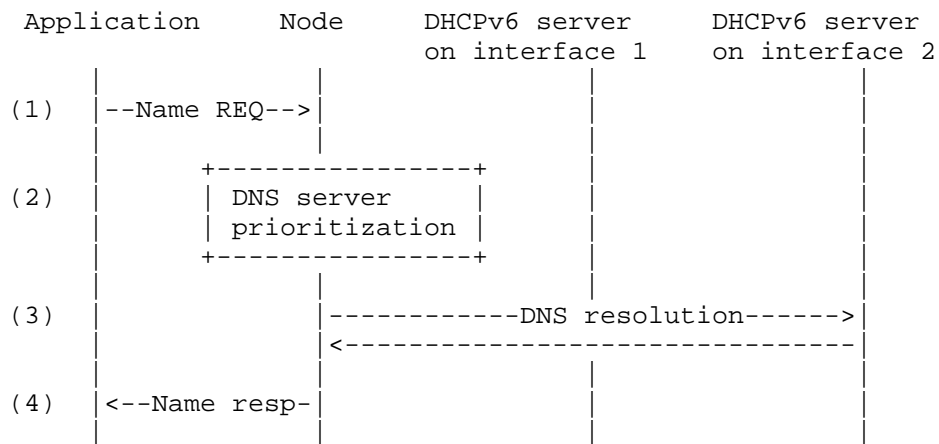 Application Node DHCPv6 server DHCPv6 server
on interface 1 on interface 2
(1) --Name REQ-->
(2) DNS server
prioritization
(3) ------------DNS resolution------>
<--------------------------------
(4) <--Name resp-